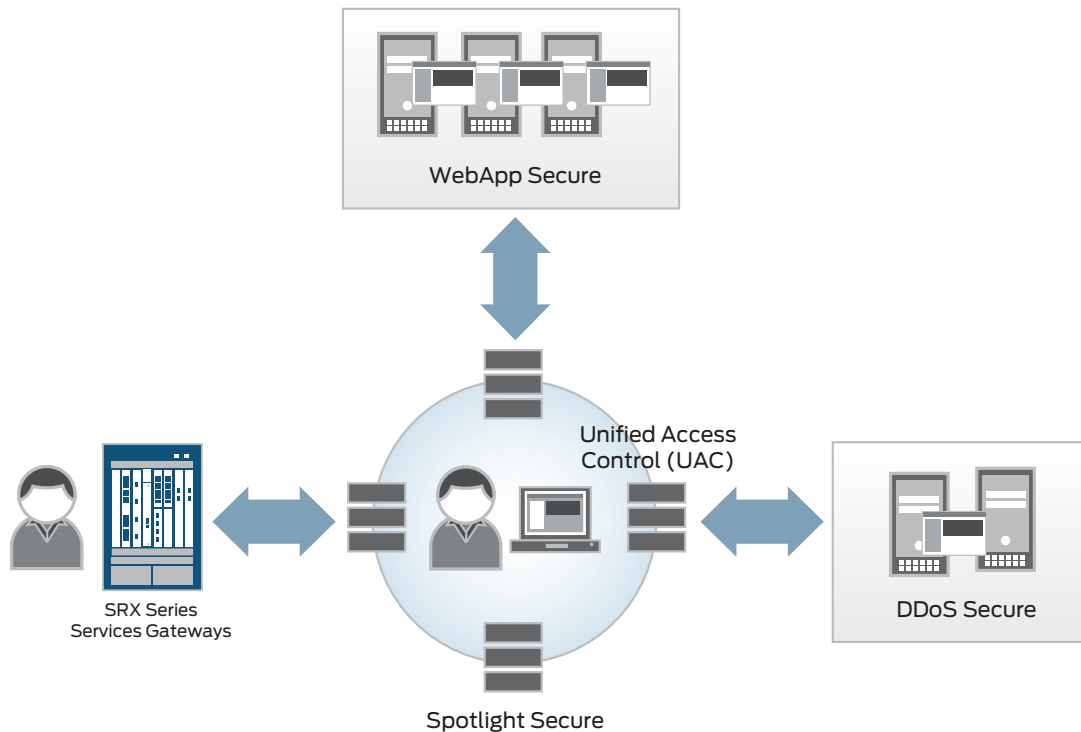 WebApp Secure
Unified Access
Control (UAC)
SRX Series
Services Gateways
DDoS Secure
Spotlight Secure